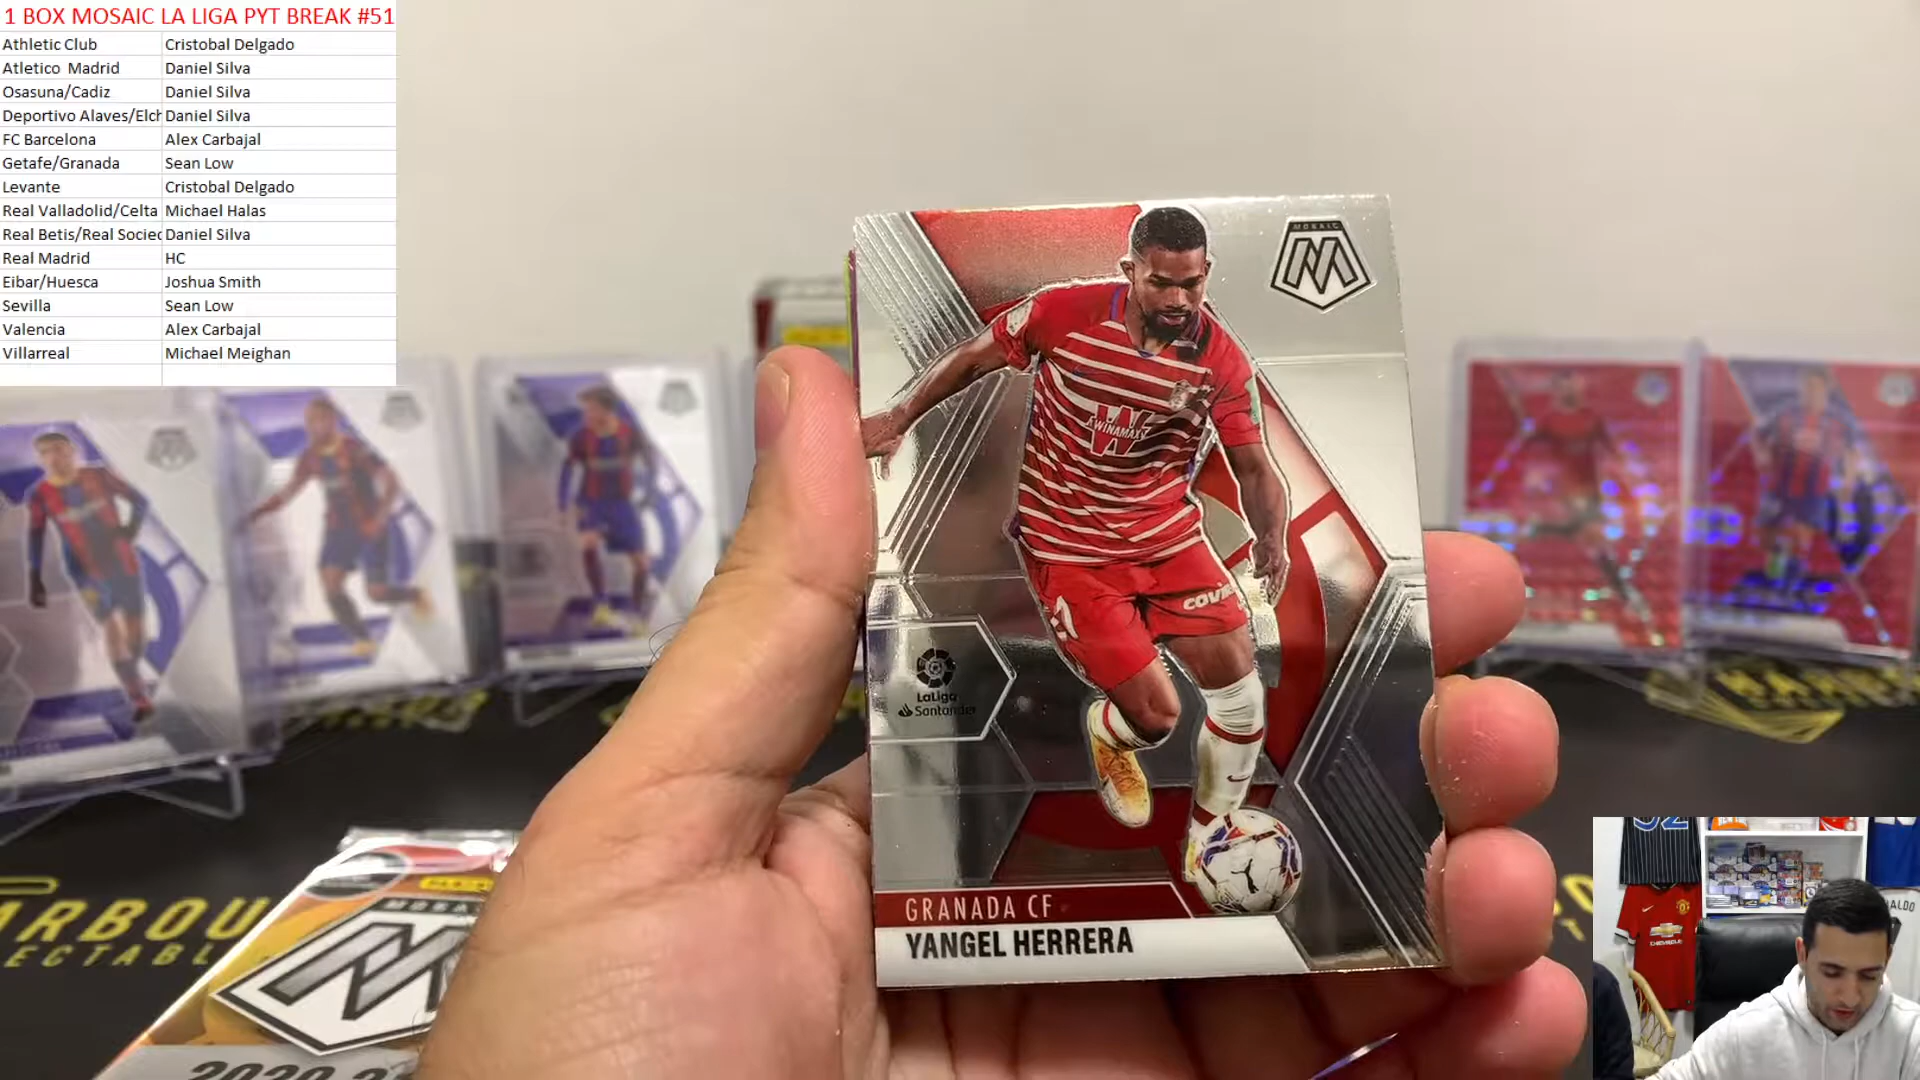 1 BOX MOSAIC LA LIGA PYT BREAK #51
Athletic Club Cristobal Delgado
Atletico Madrid Daniel Silva
Osasuna/Cadiz Daniel Silva
Deportivo Alaves/Elch Daniel Silva
FC Barcelona Alex Carbajal
Getafe/Granada Sean Low
Levante Cristobal Delgado
Real Valladolid/Celta Michael Halas
Real Betis/Real Socied Daniel Silva
Real Madrid HC
Eibar/Huesca Joshua Smith
Sevilla Sean Low
Valencia Alex Carbajal
Villarreal Michael Meighan
MOSAIC
WINAMAX
LaLiga
Santander
GRANADA CF
YANGEL HERRERA
MOSAIC
CHEVROLET